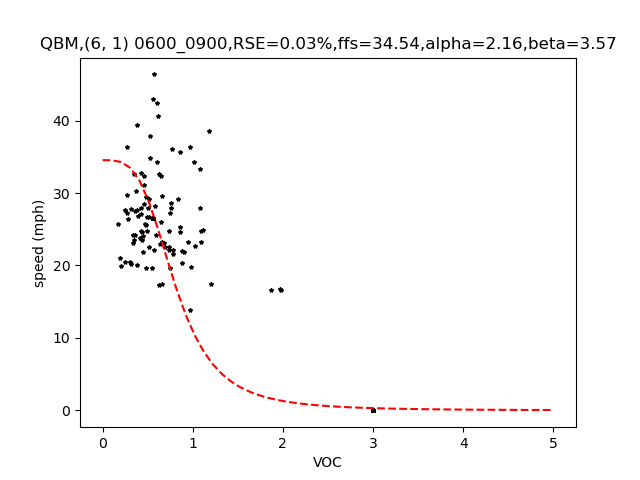 QBM,(6, 1) 0600_0900,RSE=0.03%,ffs=34.54,alpha=2.16,beta=3.57
40
30
20
10
0
speed (mph)
0 1 2 3 4 5
VOC